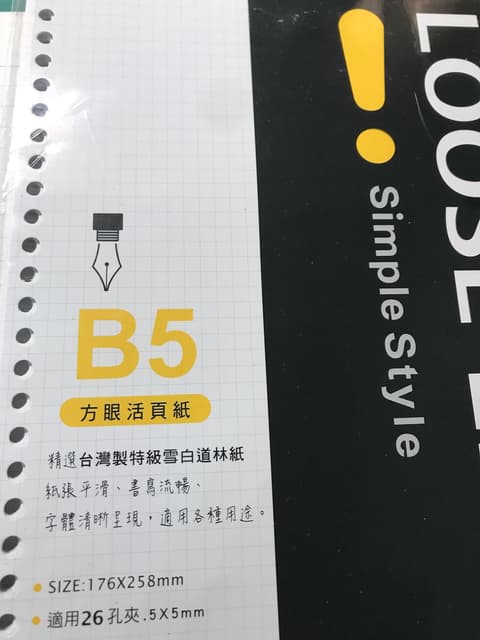 B5
方眼活頁紙
精選台灣製特級雪白道林紙
紙張平滑、書寫流暢、
字體清晰呈現，適用各種用途。
SIZE:176X258mm
適用26孔夾.5X5mm
Simple Style
LOOSE